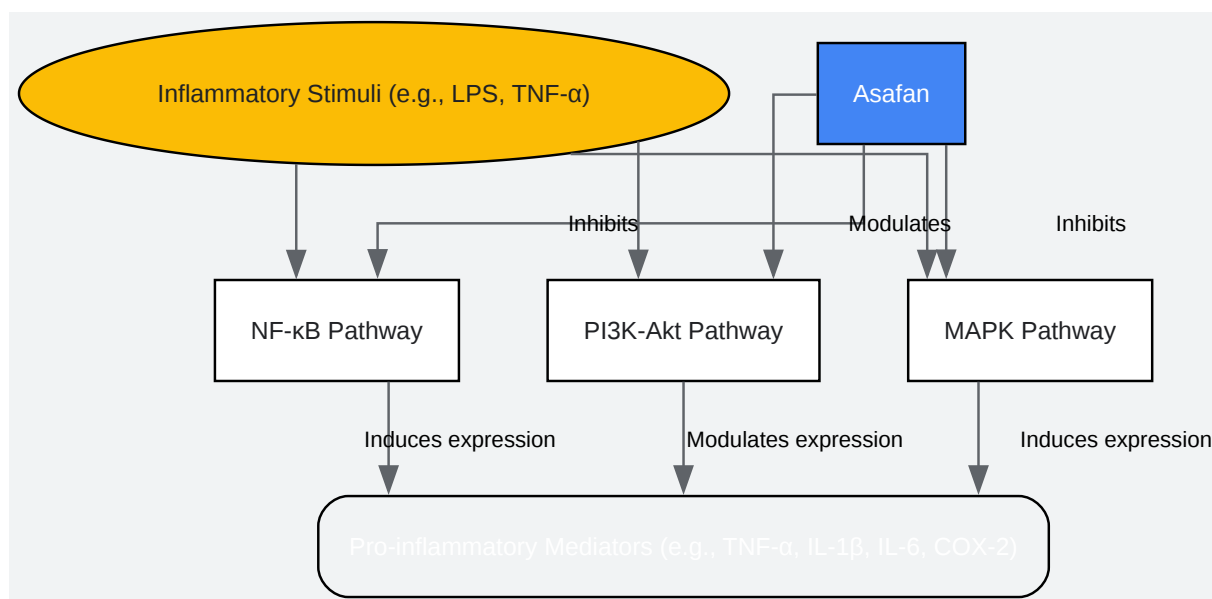 Inflammatory Stimuli (e.g., LPS, TNF-α)
Asafan
Inhibits
Modulates
Inhibits
NF-κB Pathway
PI3K-Akt Pathway
MAPK Pathway
Induces expression
Modulates expression
Induces expression
Pro-inflammatory Mediators (e.g., TNF-α, IL-1β, IL-6, COX-2)